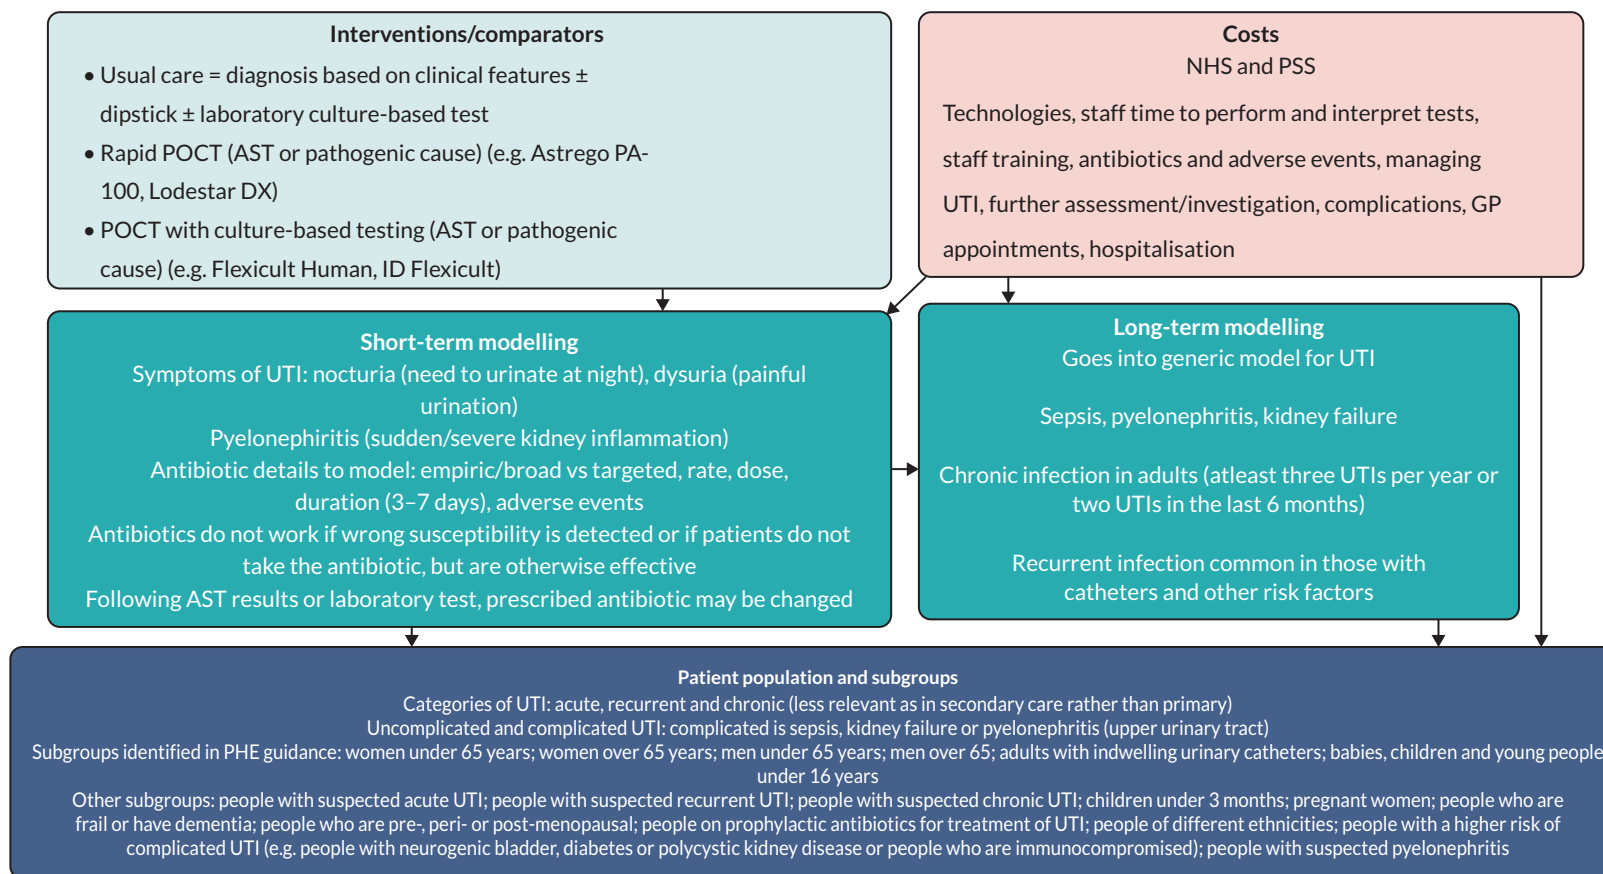 Interventions/comparators
• Usual care = diagnosis based on clinical features ±
dipstick ± laboratory culture-based test
• Rapid POCT (AST or pathogenic cause) (e.g. Astrego PA-
100, Lodestar DX)
• POCT with culture-based testing (AST or pathogenic
cause) (e.g. Flexicult Human, ID Flexicult)
Costs
NHS and PSS
Technologies, staff time to perform and interpret tests,
staff training, antibiotics and adverse events, managing
UTI, further assessment/investigation, complications, GP
appointments, hospitalisation
Short-term modelling
Symptoms of UTI: nocturia (need to urinate at night), dysuria (painful
urination)
Pyelonephiritis (sudden/severe kidney inflammation)
Antibiotic details to model: empiric/broad vs targeted, rate, dose,
duration (3–7 days), adverse events
Antibiotics do not work if wrong susceptibility is detected or if patients do not
take the antibiotic, but are otherwise effective
Following AST results or laboratory test, prescribed antibiotic may be changed
Long-term modelling
Goes into generic model for UTI
Sepsis, pyelonephritis, kidney failure
Chronic infection in adults (atleast three UTIs per year or
two UTIs in the last 6 months)
Recurrent infection common in those with
catheters and other risk factors
Patient population and subgroups
Categories of UTI: acute, recurrent and chronic (less relevant as in secondary care rather than primary)
Uncomplicated and complicated UTI: complicated is sepsis, kidney failure or pyelonephritis (upper urinary tract)
Subgroups identified in PHE guidance: women under 65 years; women over 65 years; men under 65 years; men over 65; adults with indwelling urinary catheters; babies, children and young people
under 16 years
Other subgroups: people with suspected acute UTI; people with suspected recurrent UTI; people with suspected chronic UTI; children under 3 months; pregnant women; people who are
frail or have dementia; people who are pre-, peri- or post-menopausal; people on prophylactic antibiotics for treatment of UTI; people of different ethnicities; people with a higher risk of
complicated UTI (e.g. people with neurogenic bladder, diabetes or polycystic kidney disease or people who are immunocompromised); people with suspected pyelonephritis